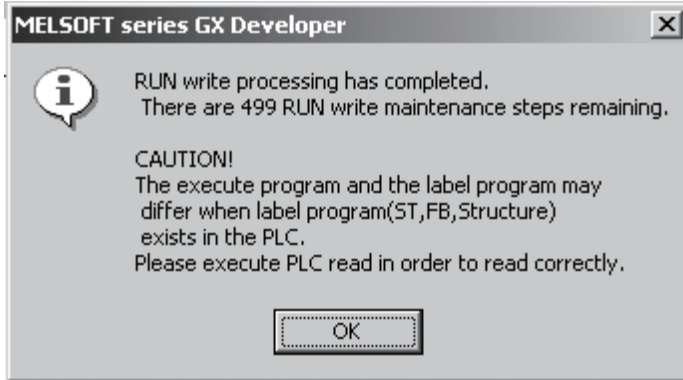 MELSOFT series GX Developer
RUN write processing has completed.
There are 499 RUN write maintenance steps remaining.
CAUTION!
The execute program and the label program may
differ when label program(ST,FB,Structure)
exists in the PLC.
Please execute PLC read in order to read correctly.
OK